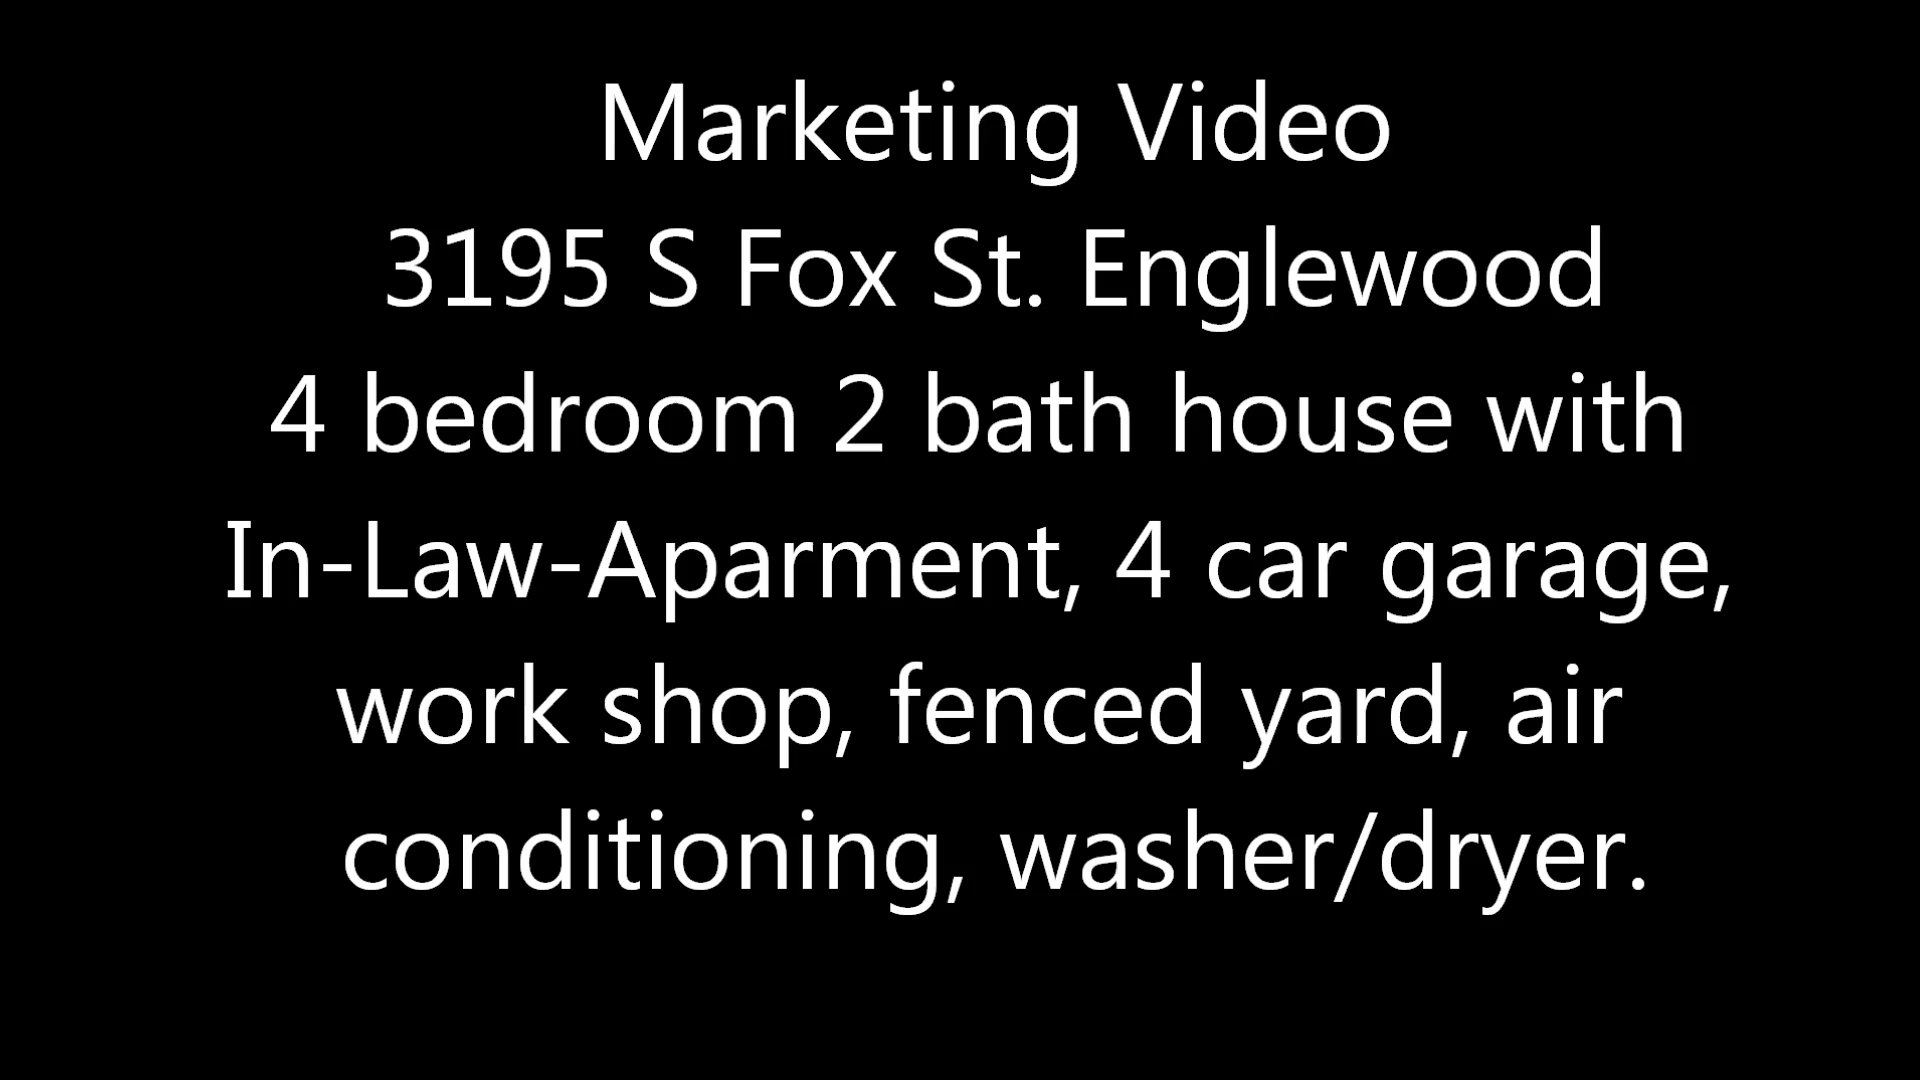 Marketing Video
3195 S Fox St. Englewood
4 bedroom 2 bath house with
In-Law-Aparment, 4 car garage,
work shop, fenced yard, air
conditioning, washer/dryer.